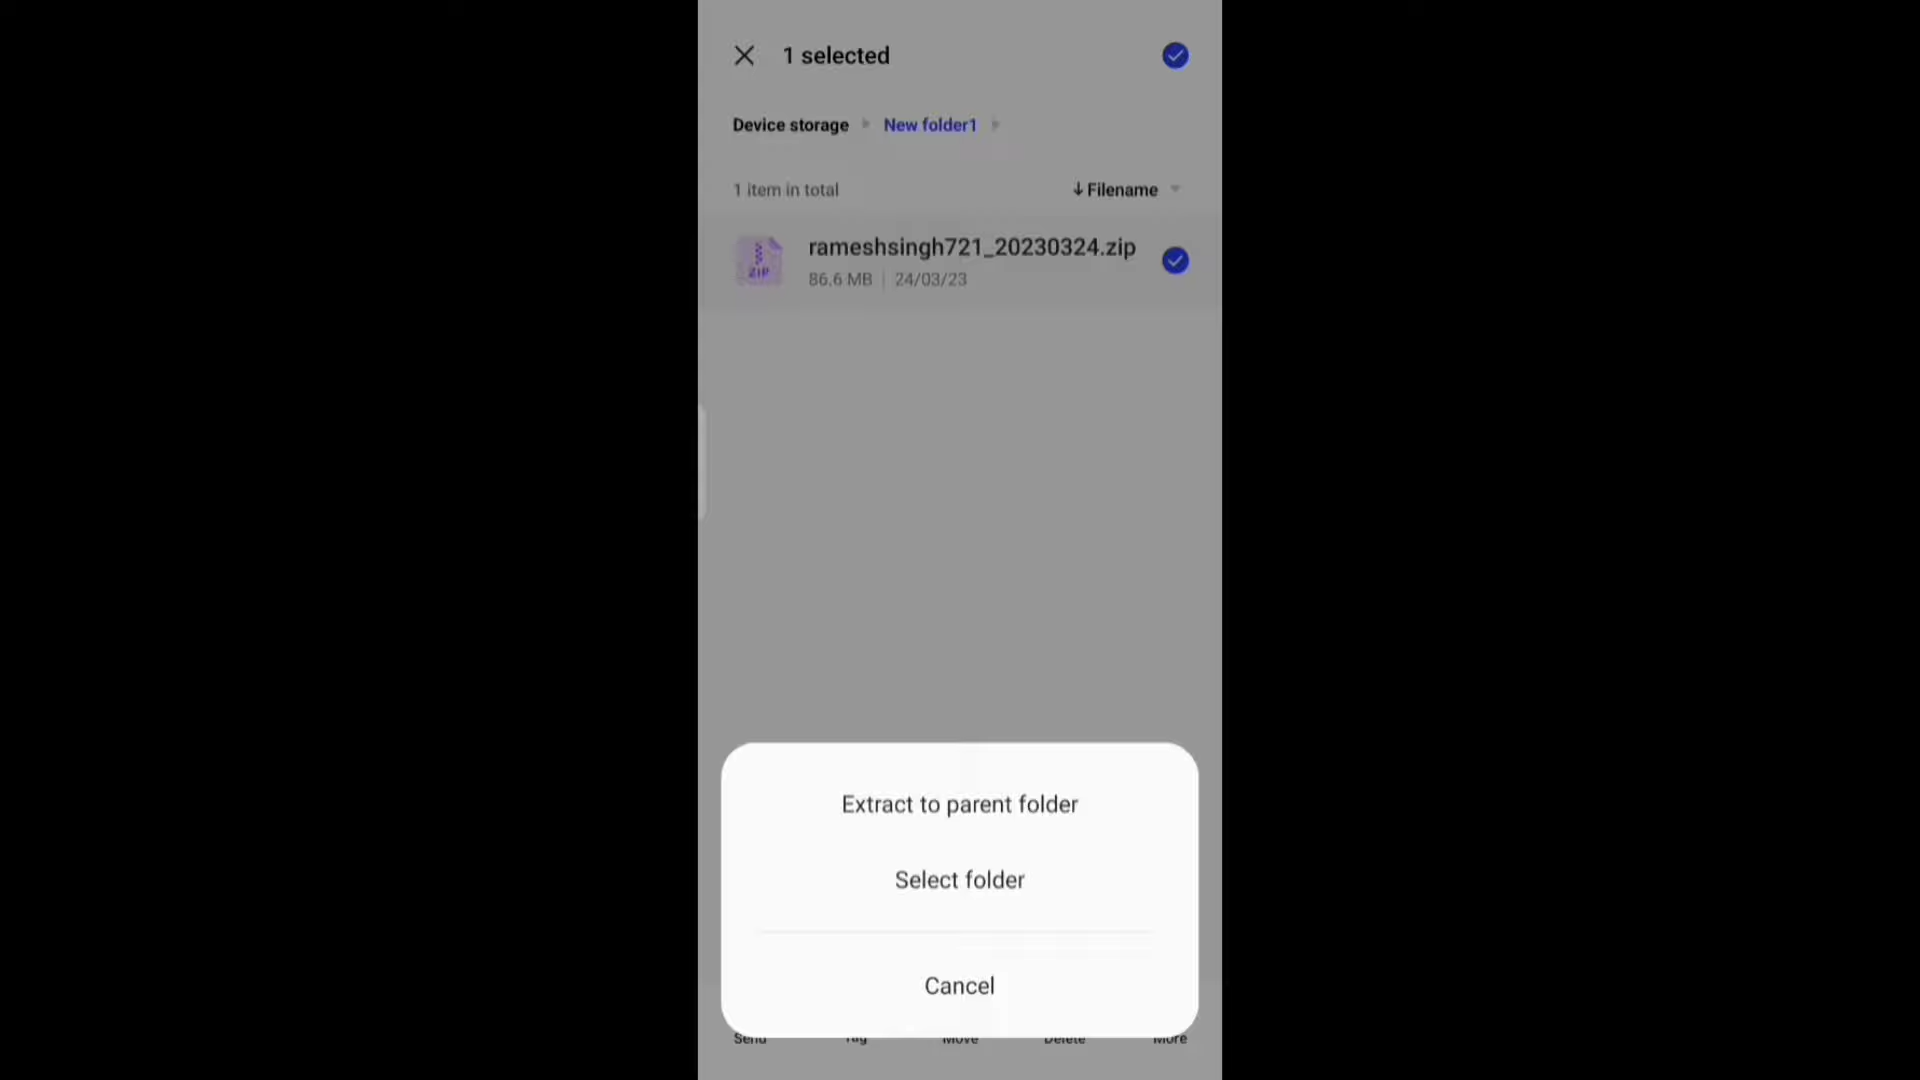 1 selected
Device storage New folder1
1 item in total ↓ Filename
ZIP rameshsingh721_20230324.zip
86.6 MB | 24/03/23
Extract to parent folder
Select folder
Cancel
Send Tag Move Delete More